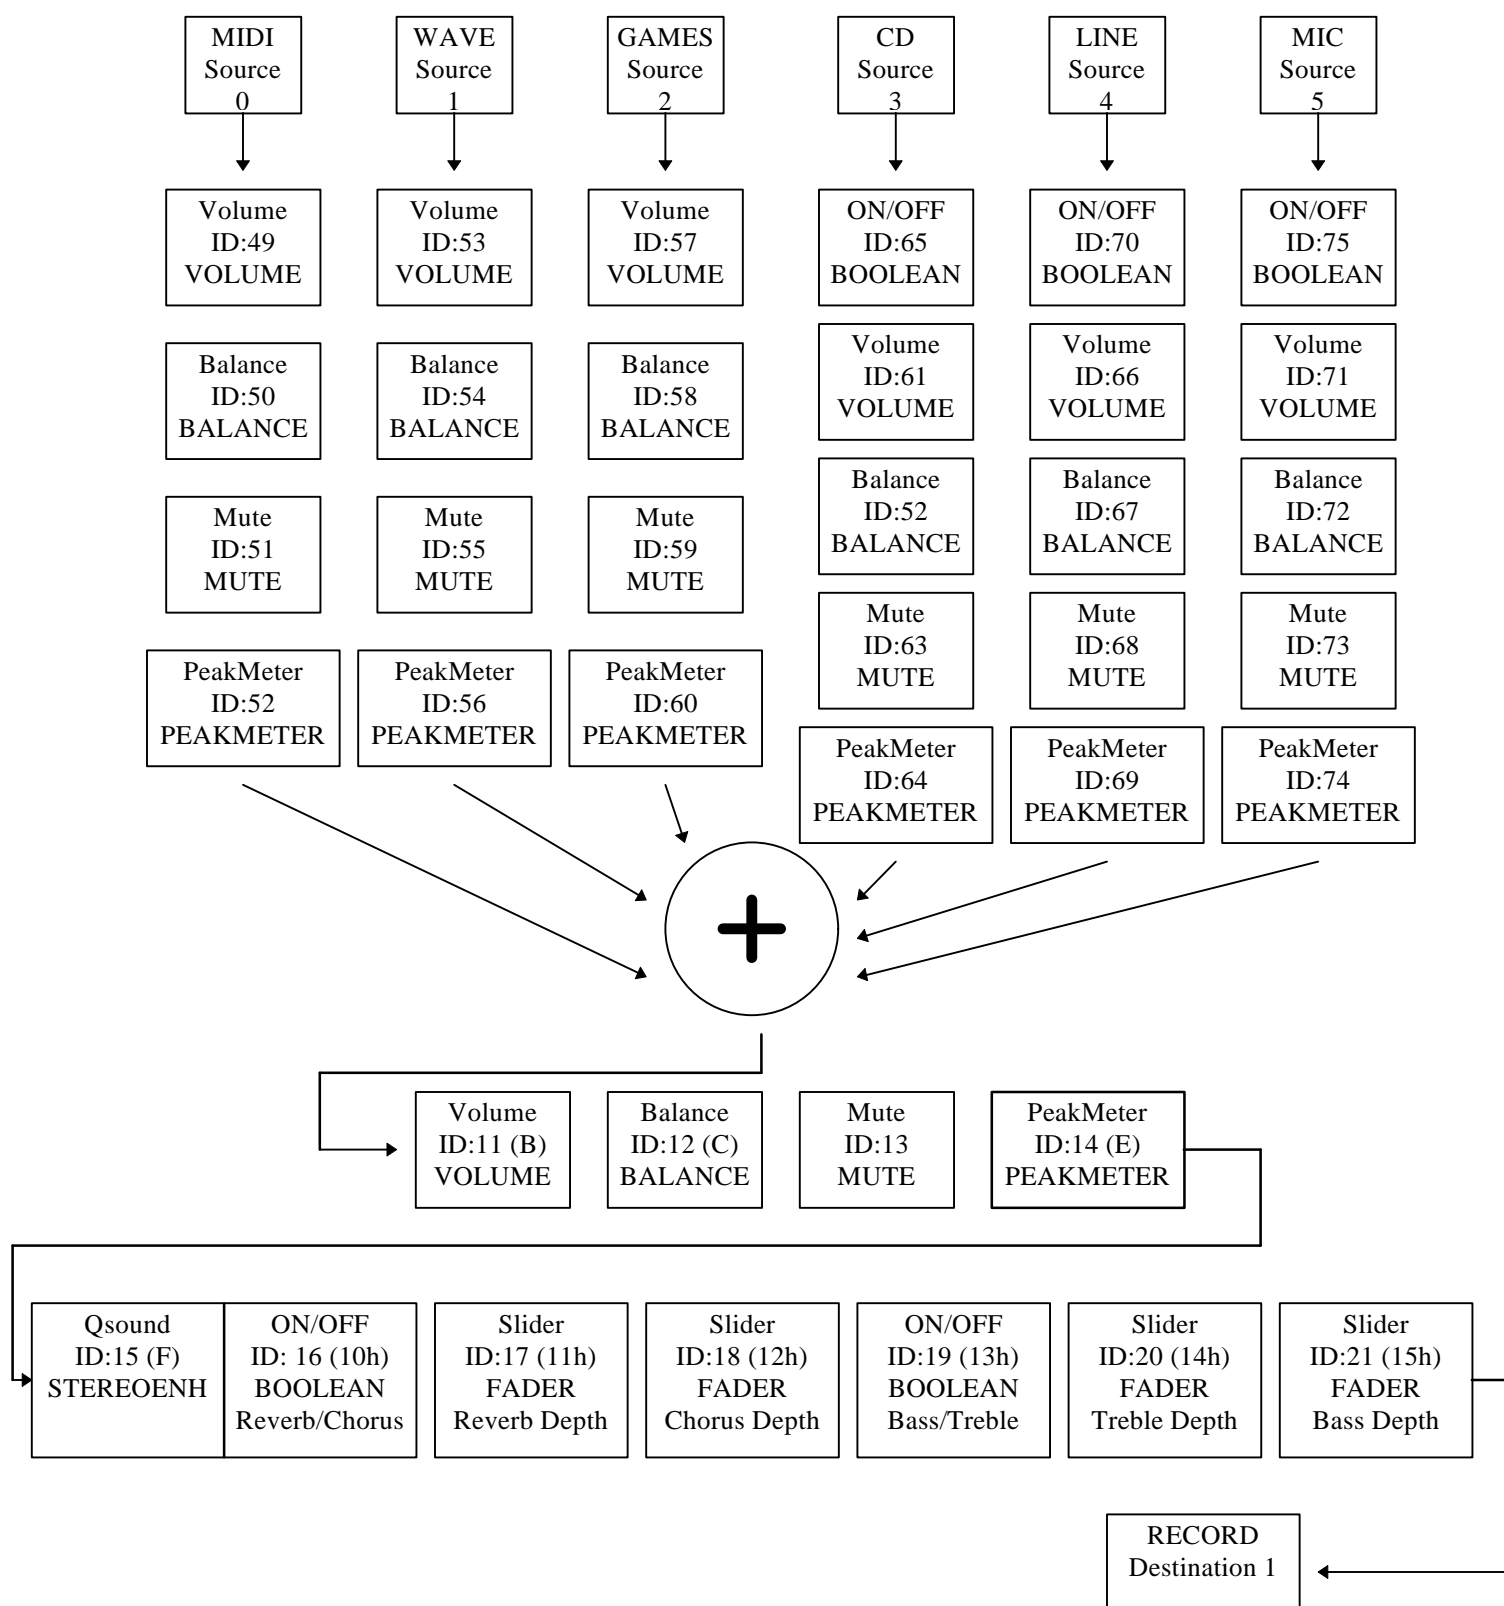 MIDI
Source
0
WAVE
Source
1
GAMES
Source
2
CD
Source
3
LINE
Source
4
MIC
Source
5
Volume
ID:49
VOLUME
Volume
ID:53
VOLUME
Volume
ID:57
VOLUME
ON/OFF
ID:65
BOOLEAN
ON/OFF
ID:70
BOOLEAN
ON/OFF
ID:75
BOOLEAN
Balance
ID:50
BALANCE
Balance
ID:54
BALANCE
Balance
ID:58
BALANCE
Volume
ID:61
VOLUME
Volume
ID:66
VOLUME
Volume
ID:71
VOLUME
Balance
ID:52
BALANCE
Balance
ID:67
BALANCE
Balance
ID:72
BALANCE
Mute
ID:51
MUTE
Mute
ID:55
MUTE
Mute
ID:59
MUTE
Mute
ID:63
MUTE
Mute
ID:68
MUTE
Mute
ID:73
MUTE
PeakMeter
ID:52
PEAKMETER
PeakMeter
ID:56
PEAKMETER
PeakMeter
ID:60
PEAKMETER
PeakMeter
ID:64
PEAKMETER
PeakMeter
ID:69
PEAKMETER
PeakMeter
ID:74
PEAKMETER
+
Volume
ID:11 (B)
VOLUME
Balance
ID:12 (C)
BALANCE
Mute
ID:13
MUTE
PeakMeter
ID:14 (E)
PEAKMETER
Qsound
ID:15 (F)
STEREOENH
ON/OFF
ID: 16 (10h)
BOOLEAN
Reverb/Chorus
Slider
ID:17 (11h)
FADER
Reverb Depth
Slider
ID:18 (12h)
FADER
Chorus Depth
ON/OFF
ID:19 (13h)
BOOLEAN
Bass/Treble
Slider
ID:20 (14h)
FADER
Treble Depth
Slider
ID:21 (15h)
FADER
Bass Depth
RECORD
Destination 1